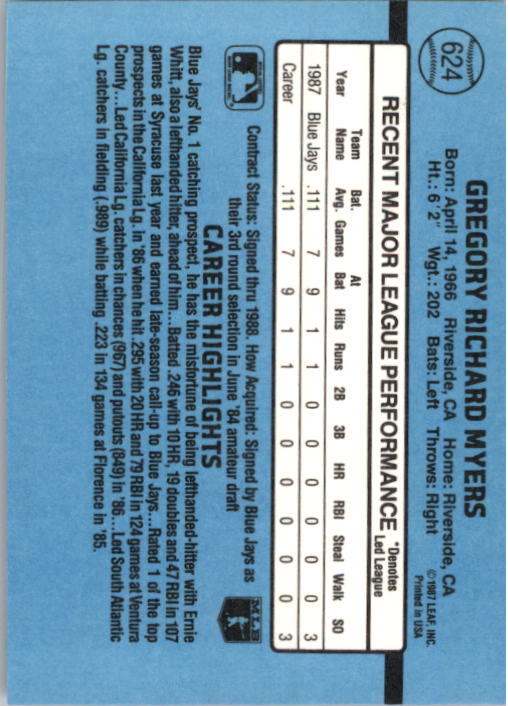 624
GREGORY RICHARD MYERS
Born: April 14, 1966 Riverside, CA Home: Riverside, CA
Ht.: 6'2" Wgt.: 202 Bats: Left Throws: Right
© 1987 LEAF, INC.
Printed in USA
RECENT MAJOR LEAGUE PERFORMANCE
*Denotes
Led League
Year Team Name Bat. Avg. Games At Bat Hits Runs 2B 3B HR RBI Steal Walk SO
1987 Blue Jays .111 7 9 1 1 0 0 0 0 0 0 3
Career .111 7 9 1 1 0 0 0 0 0 0 3
Contract Status: Signed thru 1988. How Acquired: Signed by Blue Jays as
their 3rd round selection in June '84 amateur draft
MLB
CAREER HIGHLIGHTS
Blue Jays' No. 1 catching prospect, he has the misfortune of being lefthanded-hitter with Ernie
Whitt, also a lefthanded hitter, ahead of him...Batted .246 with 10 HR, 19 doubles and 47 RBI in 107
games at Syracuse last year and earned late-season call-up to Blue Jays...Rated 1 of the top
prospects in the California Lg. in '86 when he hit .295 with 20 HR and 79 RBI in 124 games at Ventura
County...Led California Lg. catchers in chances (967) and putouts (849) in '86...Led South Atlantic
Lg. catchers in fielding (.989) while batting .223 in 134 games at Florence in '85.